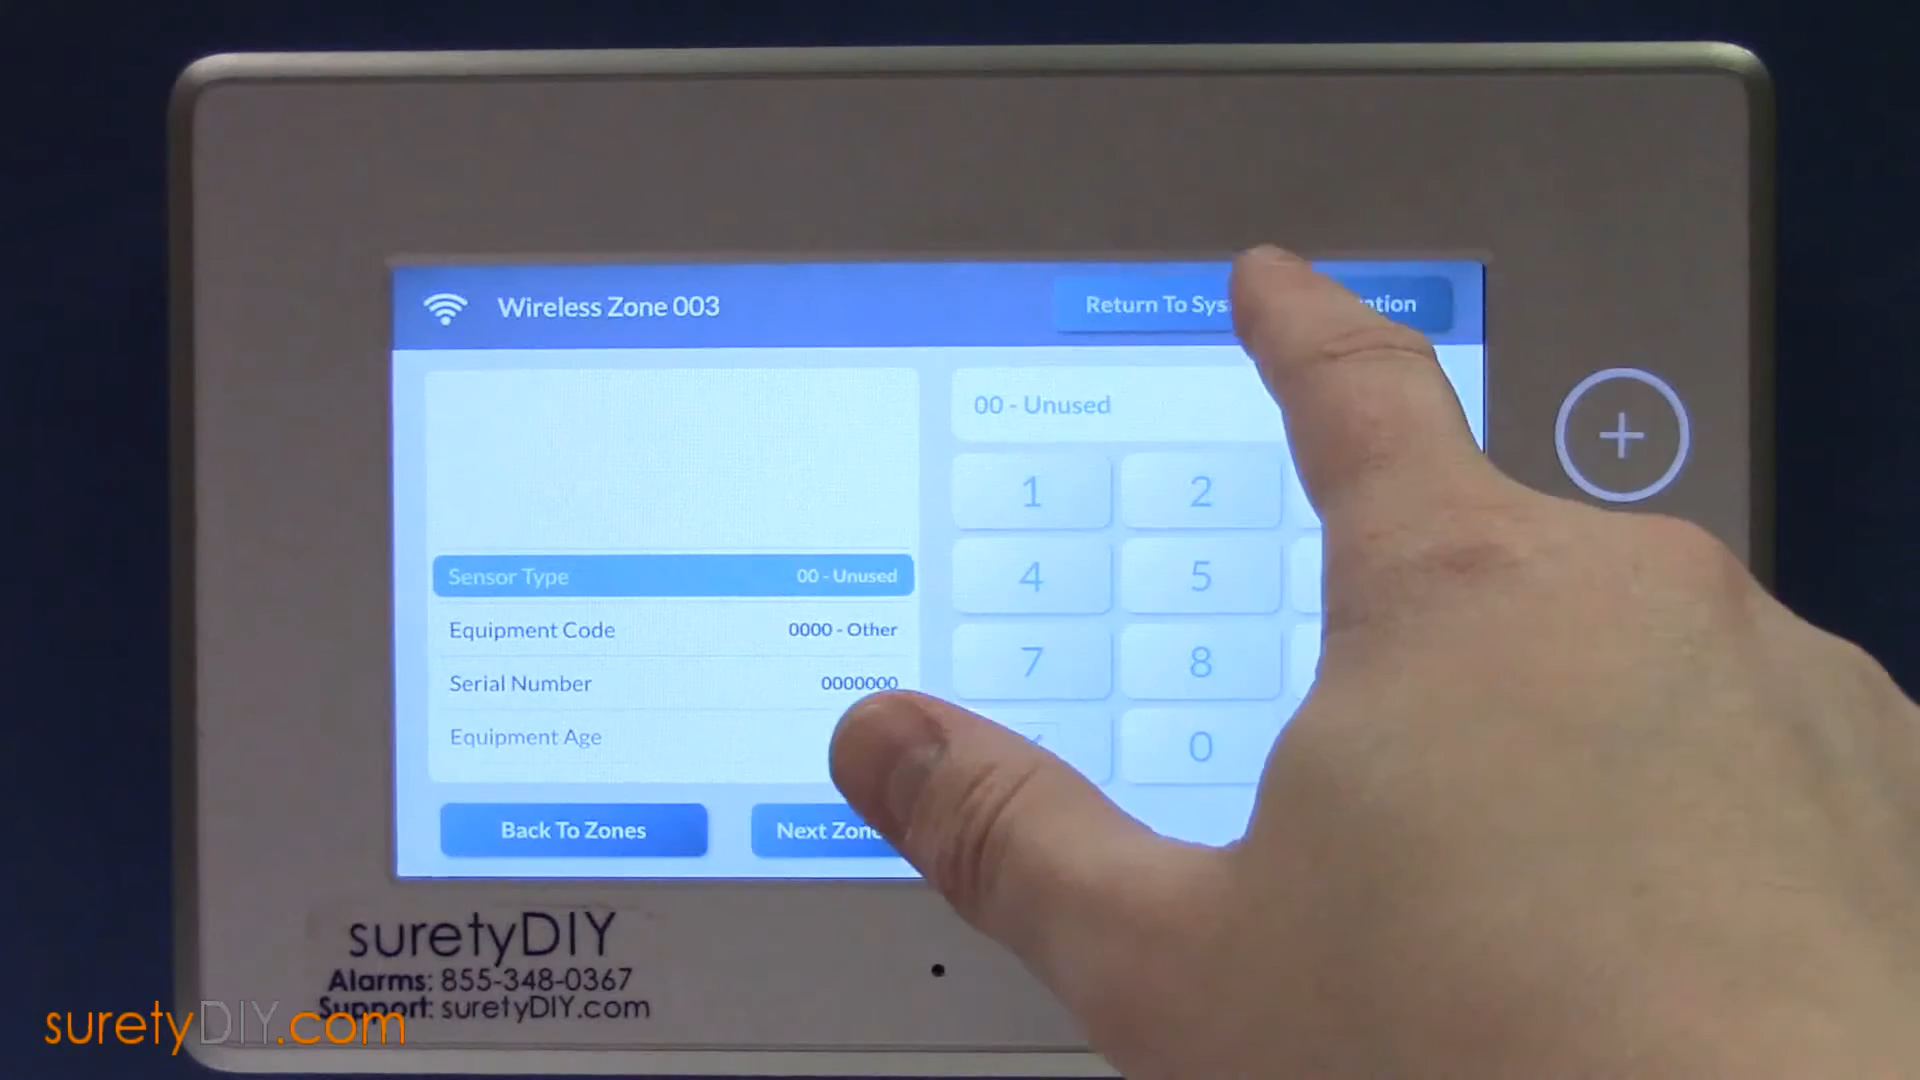 Wireless Zone 003
Return To Sys
00 - Unused
1 2
4 5
7 8
0
Sensor Type 00 - Unused
Equipment Code 0000 - Other
Serial Number 0000000
Equipment Age
Back To Zones
Next Zone
+
suretyDIY
Alarms: 855-348-0367
Support: suretyDIY.com
suretyDIY.com